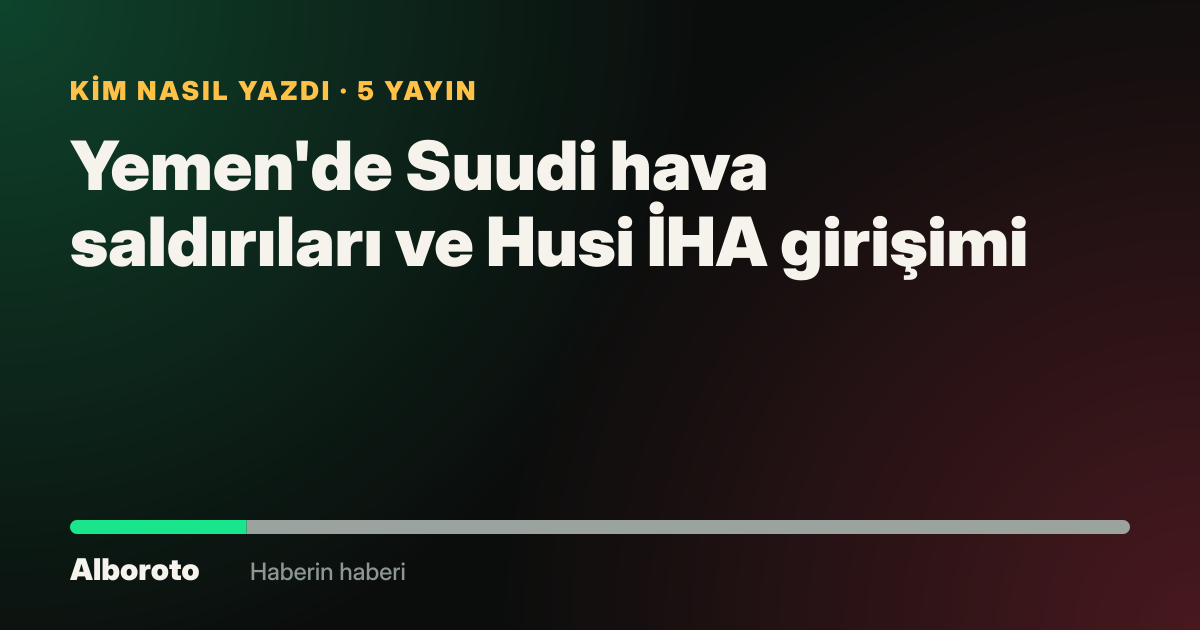 KİM NASIL YAZDI · 5 YAYIN
Yemen'de Suudi hava
saldırıları ve Husi İHA girişimi
Alboroto
Haberin haberi